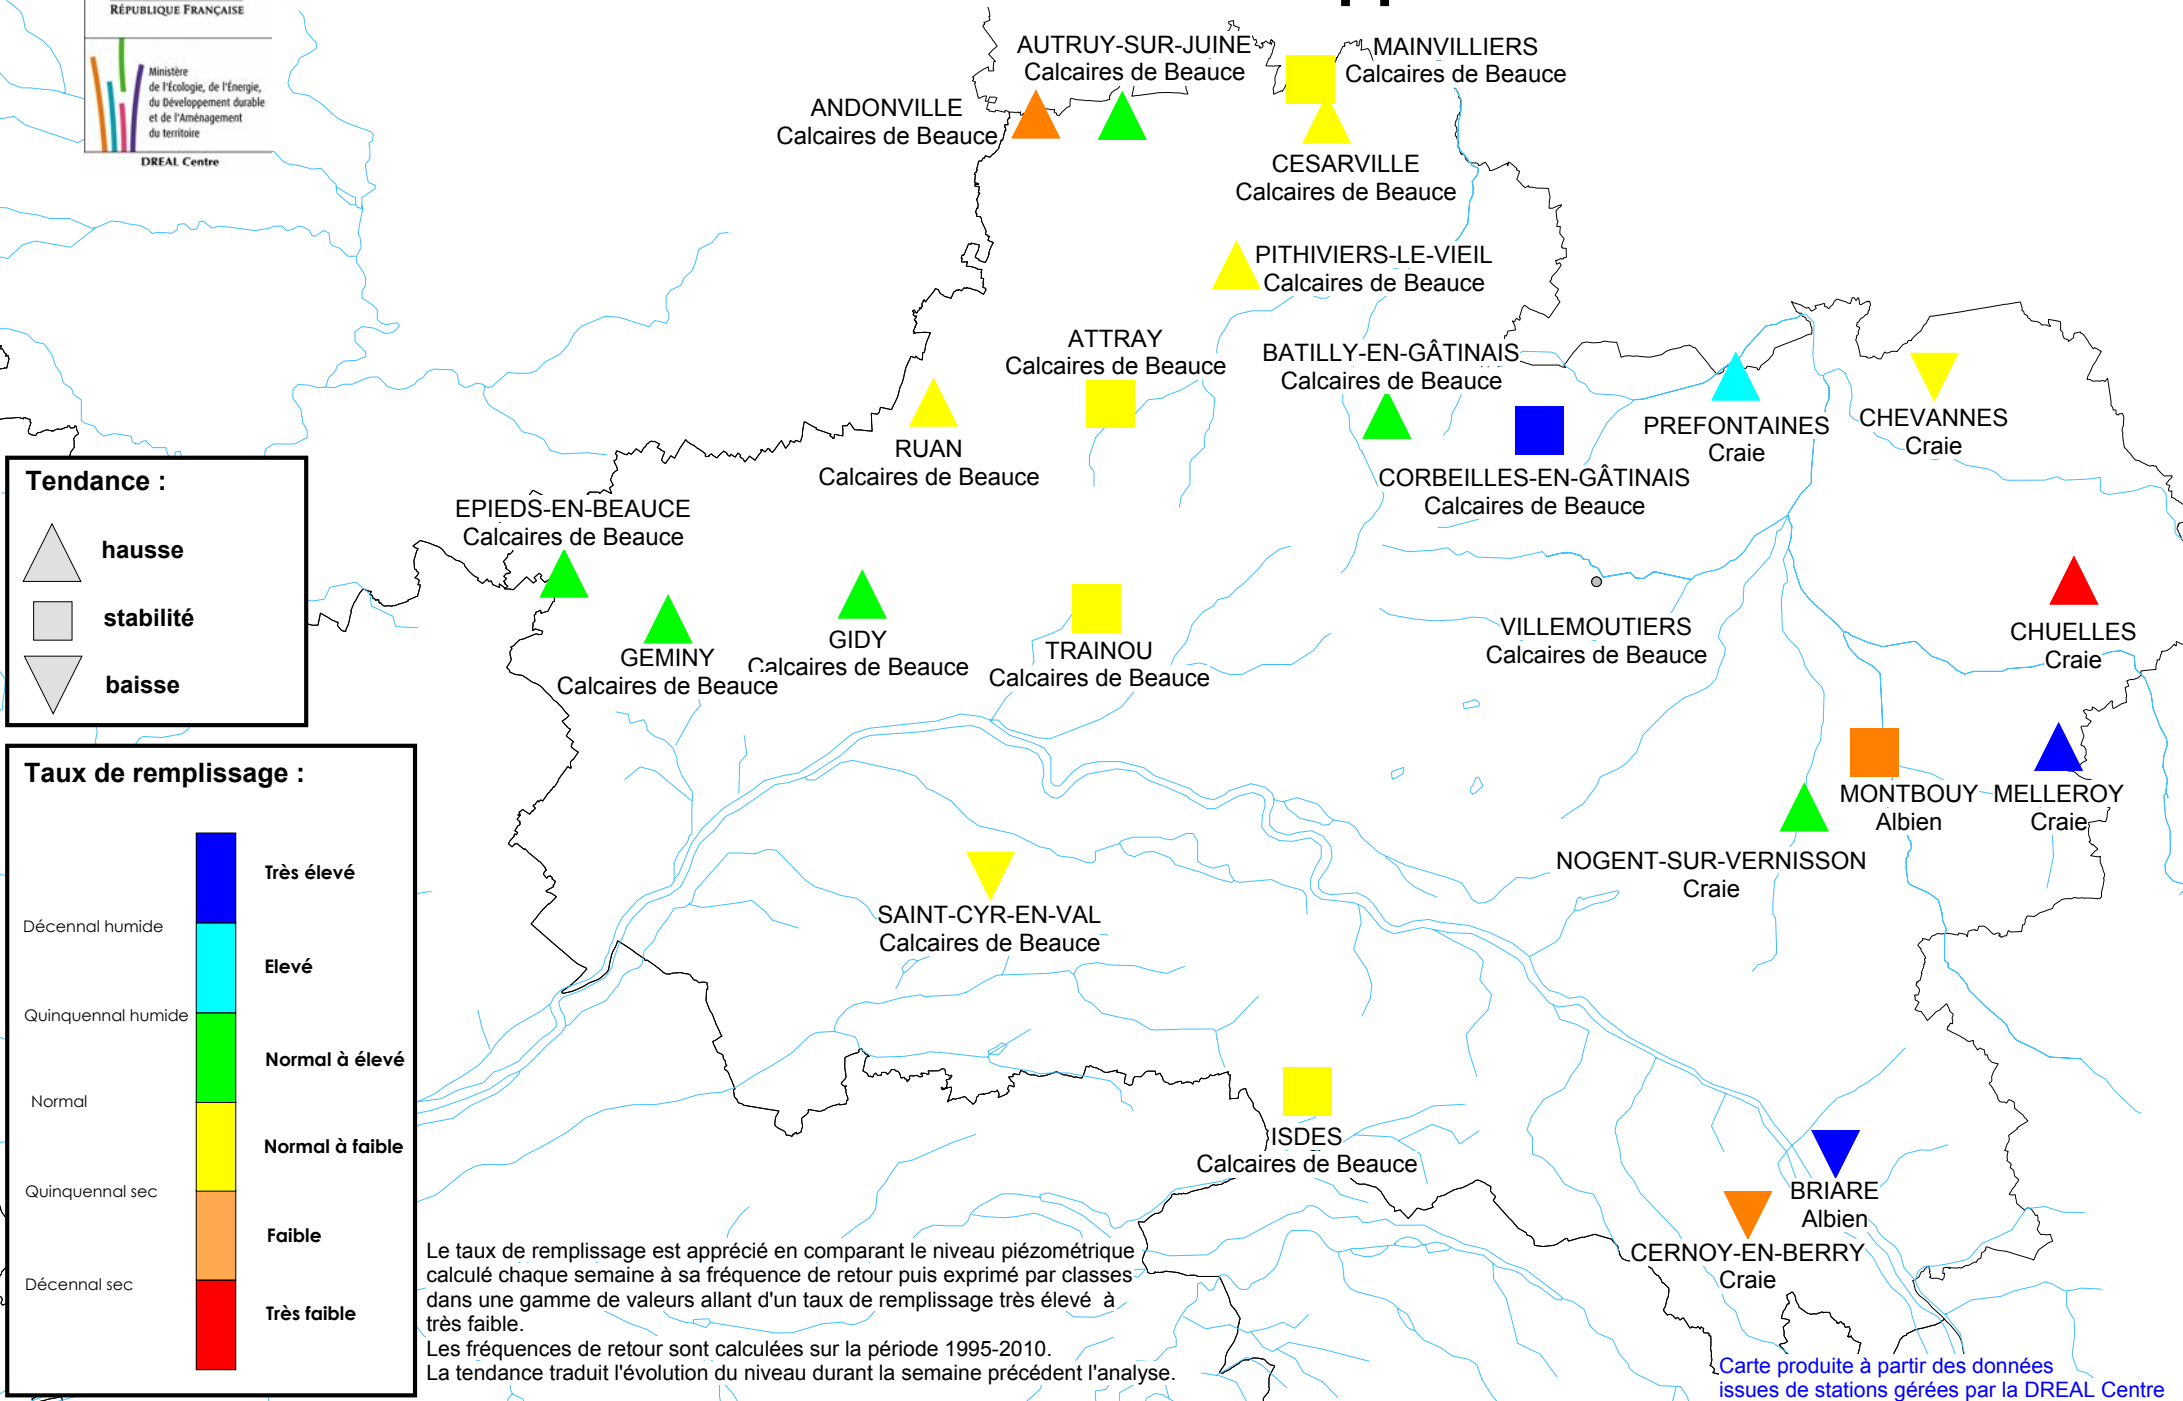 RÉPUBLIQUE FRANÇAISE
Ministère
de l'Écologie, de l'Énergie,
du Développement durable
et de l'Aménagement
du territoire
DREAL Centre
AUTRUY-SUR-JUINE
Calcaires de Beauce
MAINVILLIERS
Calcaires de Beauce
ANDONVILLE
Calcaires de Beauce
CESARVILLE
Calcaires de Beauce
PITHIVIERS-LE-VIEIL
Calcaires de Beauce
ATTRAY
Calcaires de Beauce
BATILLY-EN-GÂTINAIS
Calcaires de Beauce
PREFONTAINES
Craie
CHEVANNES
Craie
RUAN
Calcaires de Beauce
CORBEILLES-EN-GÂTINAIS
Calcaires de Beauce
EPIEDS-EN-BEAUCE
Calcaires de Beauce
GEMINY
Calcaires de Beauce
GIDY
Calcaires de Beauce
TRAINOU
Calcaires de Beauce
VILLEMOUTIERS
Calcaires de Beauce
CHUELLES
Craie
MONTBOUY
Albien
MELLEROY
Craie
NOGENT-SUR-VERNISSON
Craie
SAINT-CYR-EN-VAL
Calcaires de Beauce
ISDES
Calcaires de Beauce
BRIARE
Albien
CERNOY-EN-BERRY
Craie
Tendance :
hausse
stabilité
baisse
Taux de remplissage :
Très élevé
Décennal humide
Elevé
Quinquennal humide
Normal à élevé
Normal
Normal à faible
Quinquennal sec
Faible
Décennal sec
Très faible
Le taux de remplissage est apprécié en comparant le niveau piézométrique
calculé chaque semaine à sa fréquence de retour puis exprimé par classes
dans une gamme de valeurs allant d'un taux de remplissage très élevé à
très faible.
Les fréquences de retour sont calculées sur la période 1995-2010.
La tendance traduit l'évolution du niveau durant la semaine précédent l'analyse.
Carte produite à partir des données
issues de stations gérées par la DREAL Centre